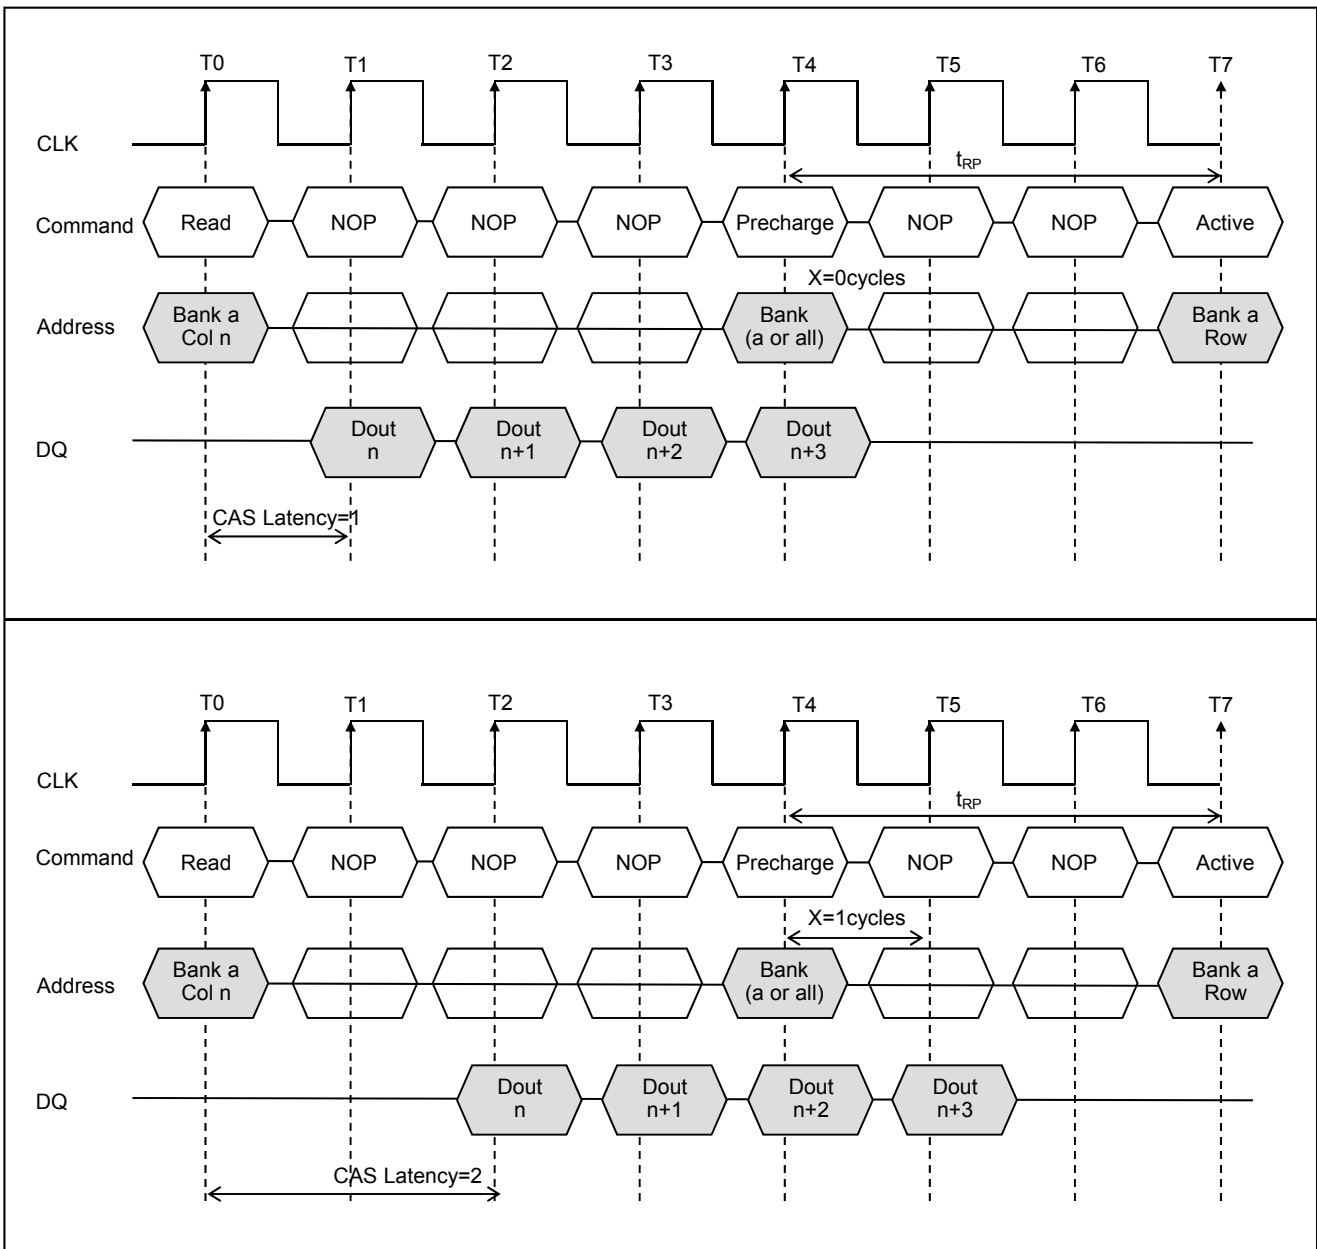 T0 T1 T2 T3 T4 T5 T6 T7
CLK
tRP
Command Read NOP NOP NOP Precharge NOP NOP Active
X=0cycles
Address Bank a Col n Bank (a or all) Bank a Row
DQ Dout n Dout n+1 Dout n+2 Dout n+3
CAS Latency=1
T0 T1 T2 T3 T4 T5 T6 T7
CLK
tRP
Command Read NOP NOP NOP Precharge NOP NOP Active
X=1cycles
Address Bank a Col n Bank (a or all) Bank a Row
DQ Dout n Dout n+1 Dout n+2 Dout n+3
CAS Latency=2